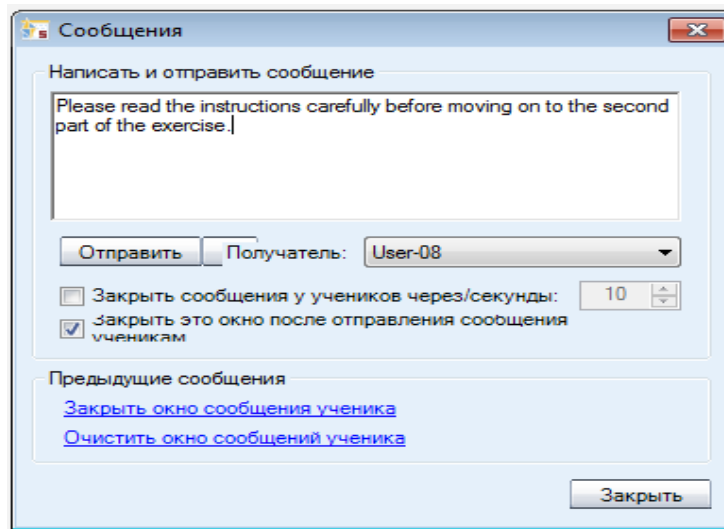 Сообщения
Написать и отправить сообщение
Please read the instructions carefully before moving on to the second
part of the exercise.
Отправить Получатель: User-08
Закрыть сообщения у учеников через/секунды: 10
Закрыть это окно после отправления сообщения
ученикам
Предыдущие сообщения
Закрыть окно сообщения ученика
Очистить окно сообщений ученика
Закрыть